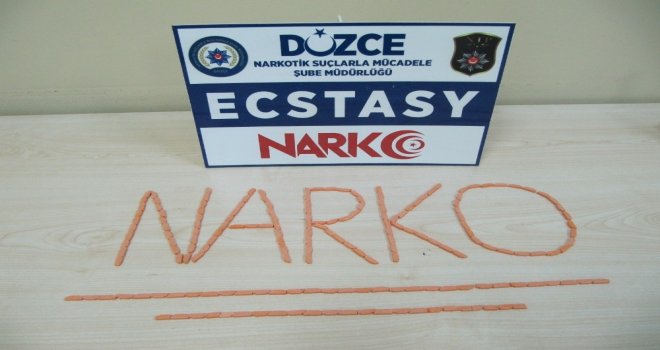 DÜZCE
NARKOTİK SUÇLARLA MÜCADELE
ŞUBE MÜDÜRLÜĞÜ
ECSTASY
NARKO
NARKO